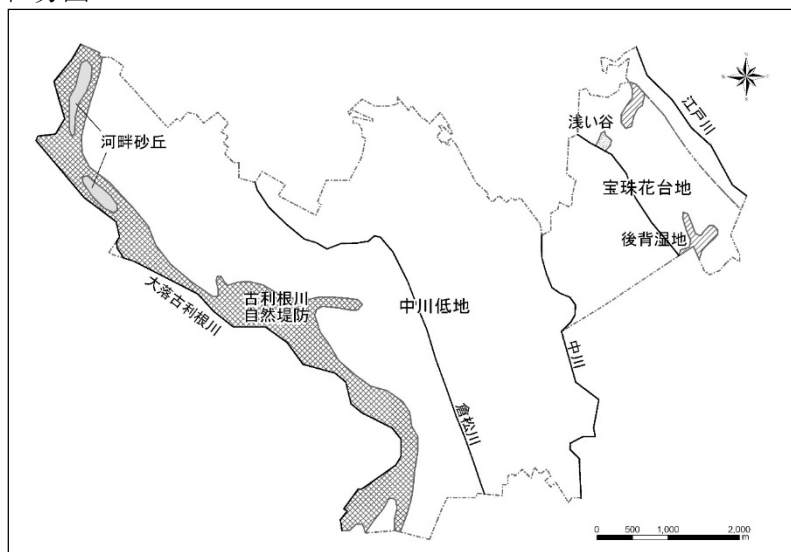 河畔砂丘
大落古利根川
古利根川
自然堤防
中川低地
倉松川
中川
浅い谷
宝珠花台地
後背湿地
江戸川
N
0 500 1,000 2,000
m